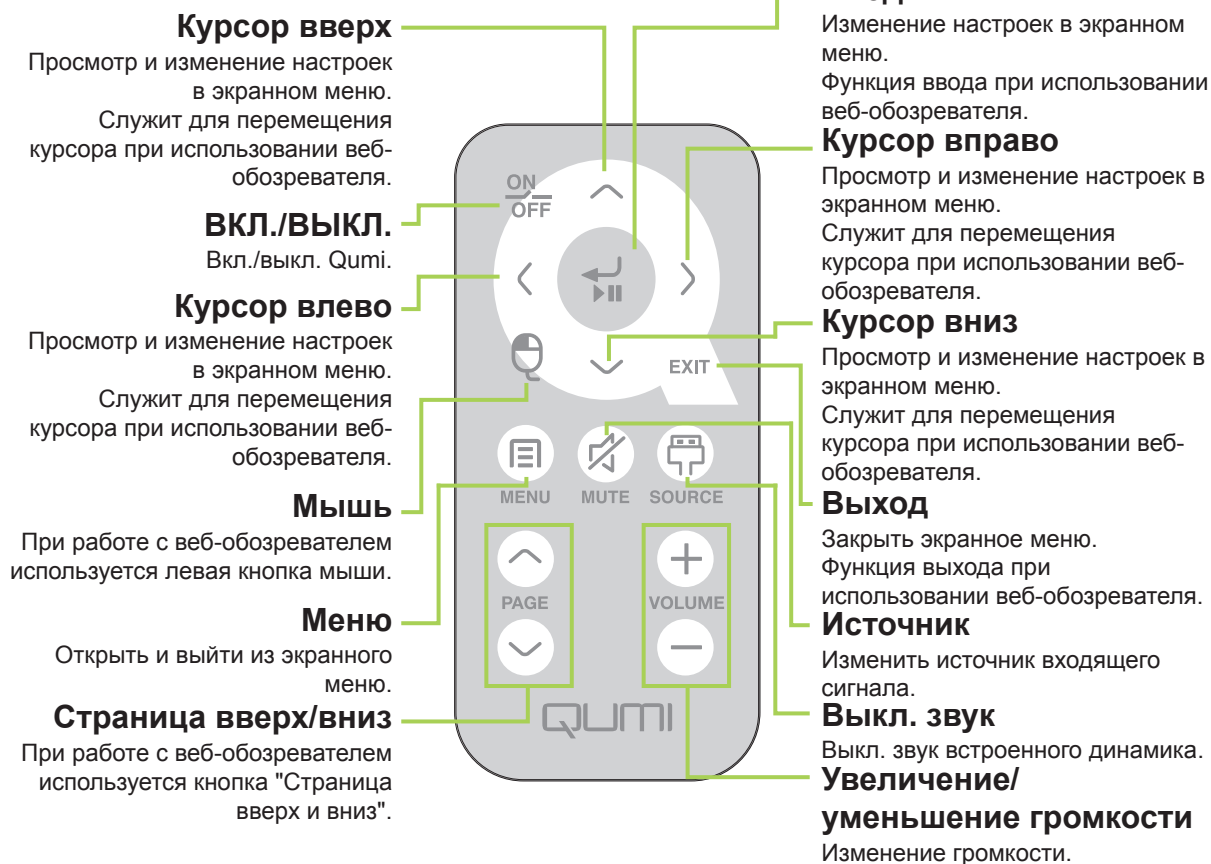 Курсор вверх
Просмотр и изменение настроек
в экранном меню.
Служит для перемещения
курсора при использовании веб-
обозревателя.
ВКЛ./ВЫКЛ.
Вкл./выкл. Qumi.
Курсор влево
Просмотр и изменение настроек
в экранном меню.
Служит для перемещения
курсора при использовании веб-
обозревателя.
Мышь
При работе с веб-обозревателем
используется левая кнопка мыши.
Меню
Открыть и выйти из экранного
меню.
Страница вверх/вниз
При работе с веб-обозревателем
используется кнопка "Страница
вверх и вниз".
ON
OFF
EXIT
MENU MUTE SOURCE
PAGE VOLUME
QUMI
Изменение настроек в экранном
меню.
Функция ввода при использовании
веб-обозревателя.
Курсор вправо
Просмотр и изменение настроек в
экранном меню.
Служит для перемещения
курсора при использовании веб-
обозревателя.
Курсор вниз
Просмотр и изменение настроек в
экранном меню.
Служит для перемещения
курсора при использовании веб-
обозревателя.
Выход
Закрыть экранное меню.
Функция выхода при
использовании веб-обозревателя.
Источник
Изменить источник входящего
сигнала.
Выкл. звук
Выкл. звук встроенного динамика.
Увеличение/
уменьшение громкости
Изменение громкости.